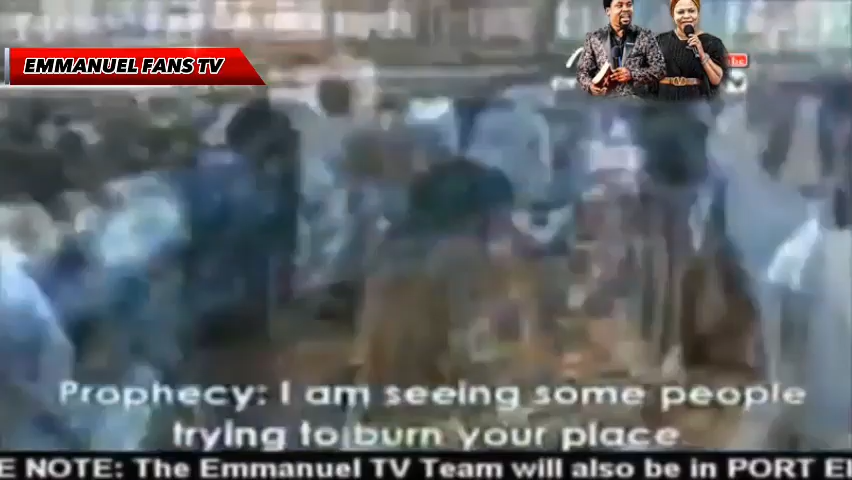 EMMANUEL FANS TV
Prophecy: I am seeing some people
trying to burn your place
E NOTE: The Emmanuel TV Team will also be in PORT